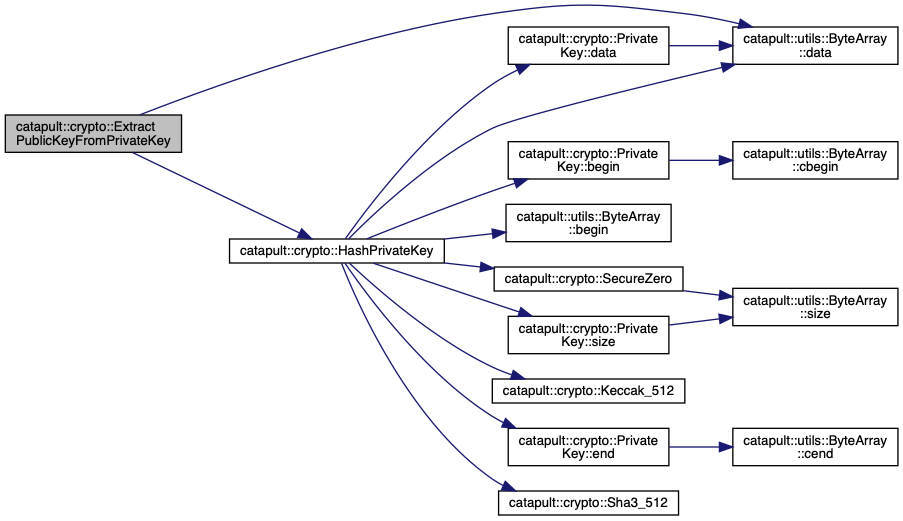 catapult::crypto::Extract
PublicKeyFromPrivateKey
catapult::crypto::HashPrivateKey
catapult::crypto::Private
Key::data
catapult::utils::ByteArray
::data
catapult::crypto::Private
Key::begin
catapult::utils::ByteArray
::cbegin
catapult::utils::ByteArray
::begin
catapult::crypto::SecureZero
catapult::utils::ByteArray
::size
catapult::crypto::Private
Key::size
catapult::crypto::Keccak_512
catapult::crypto::Private
Key::end
catapult::utils::ByteArray
::cend
catapult::crypto::Sha3_512